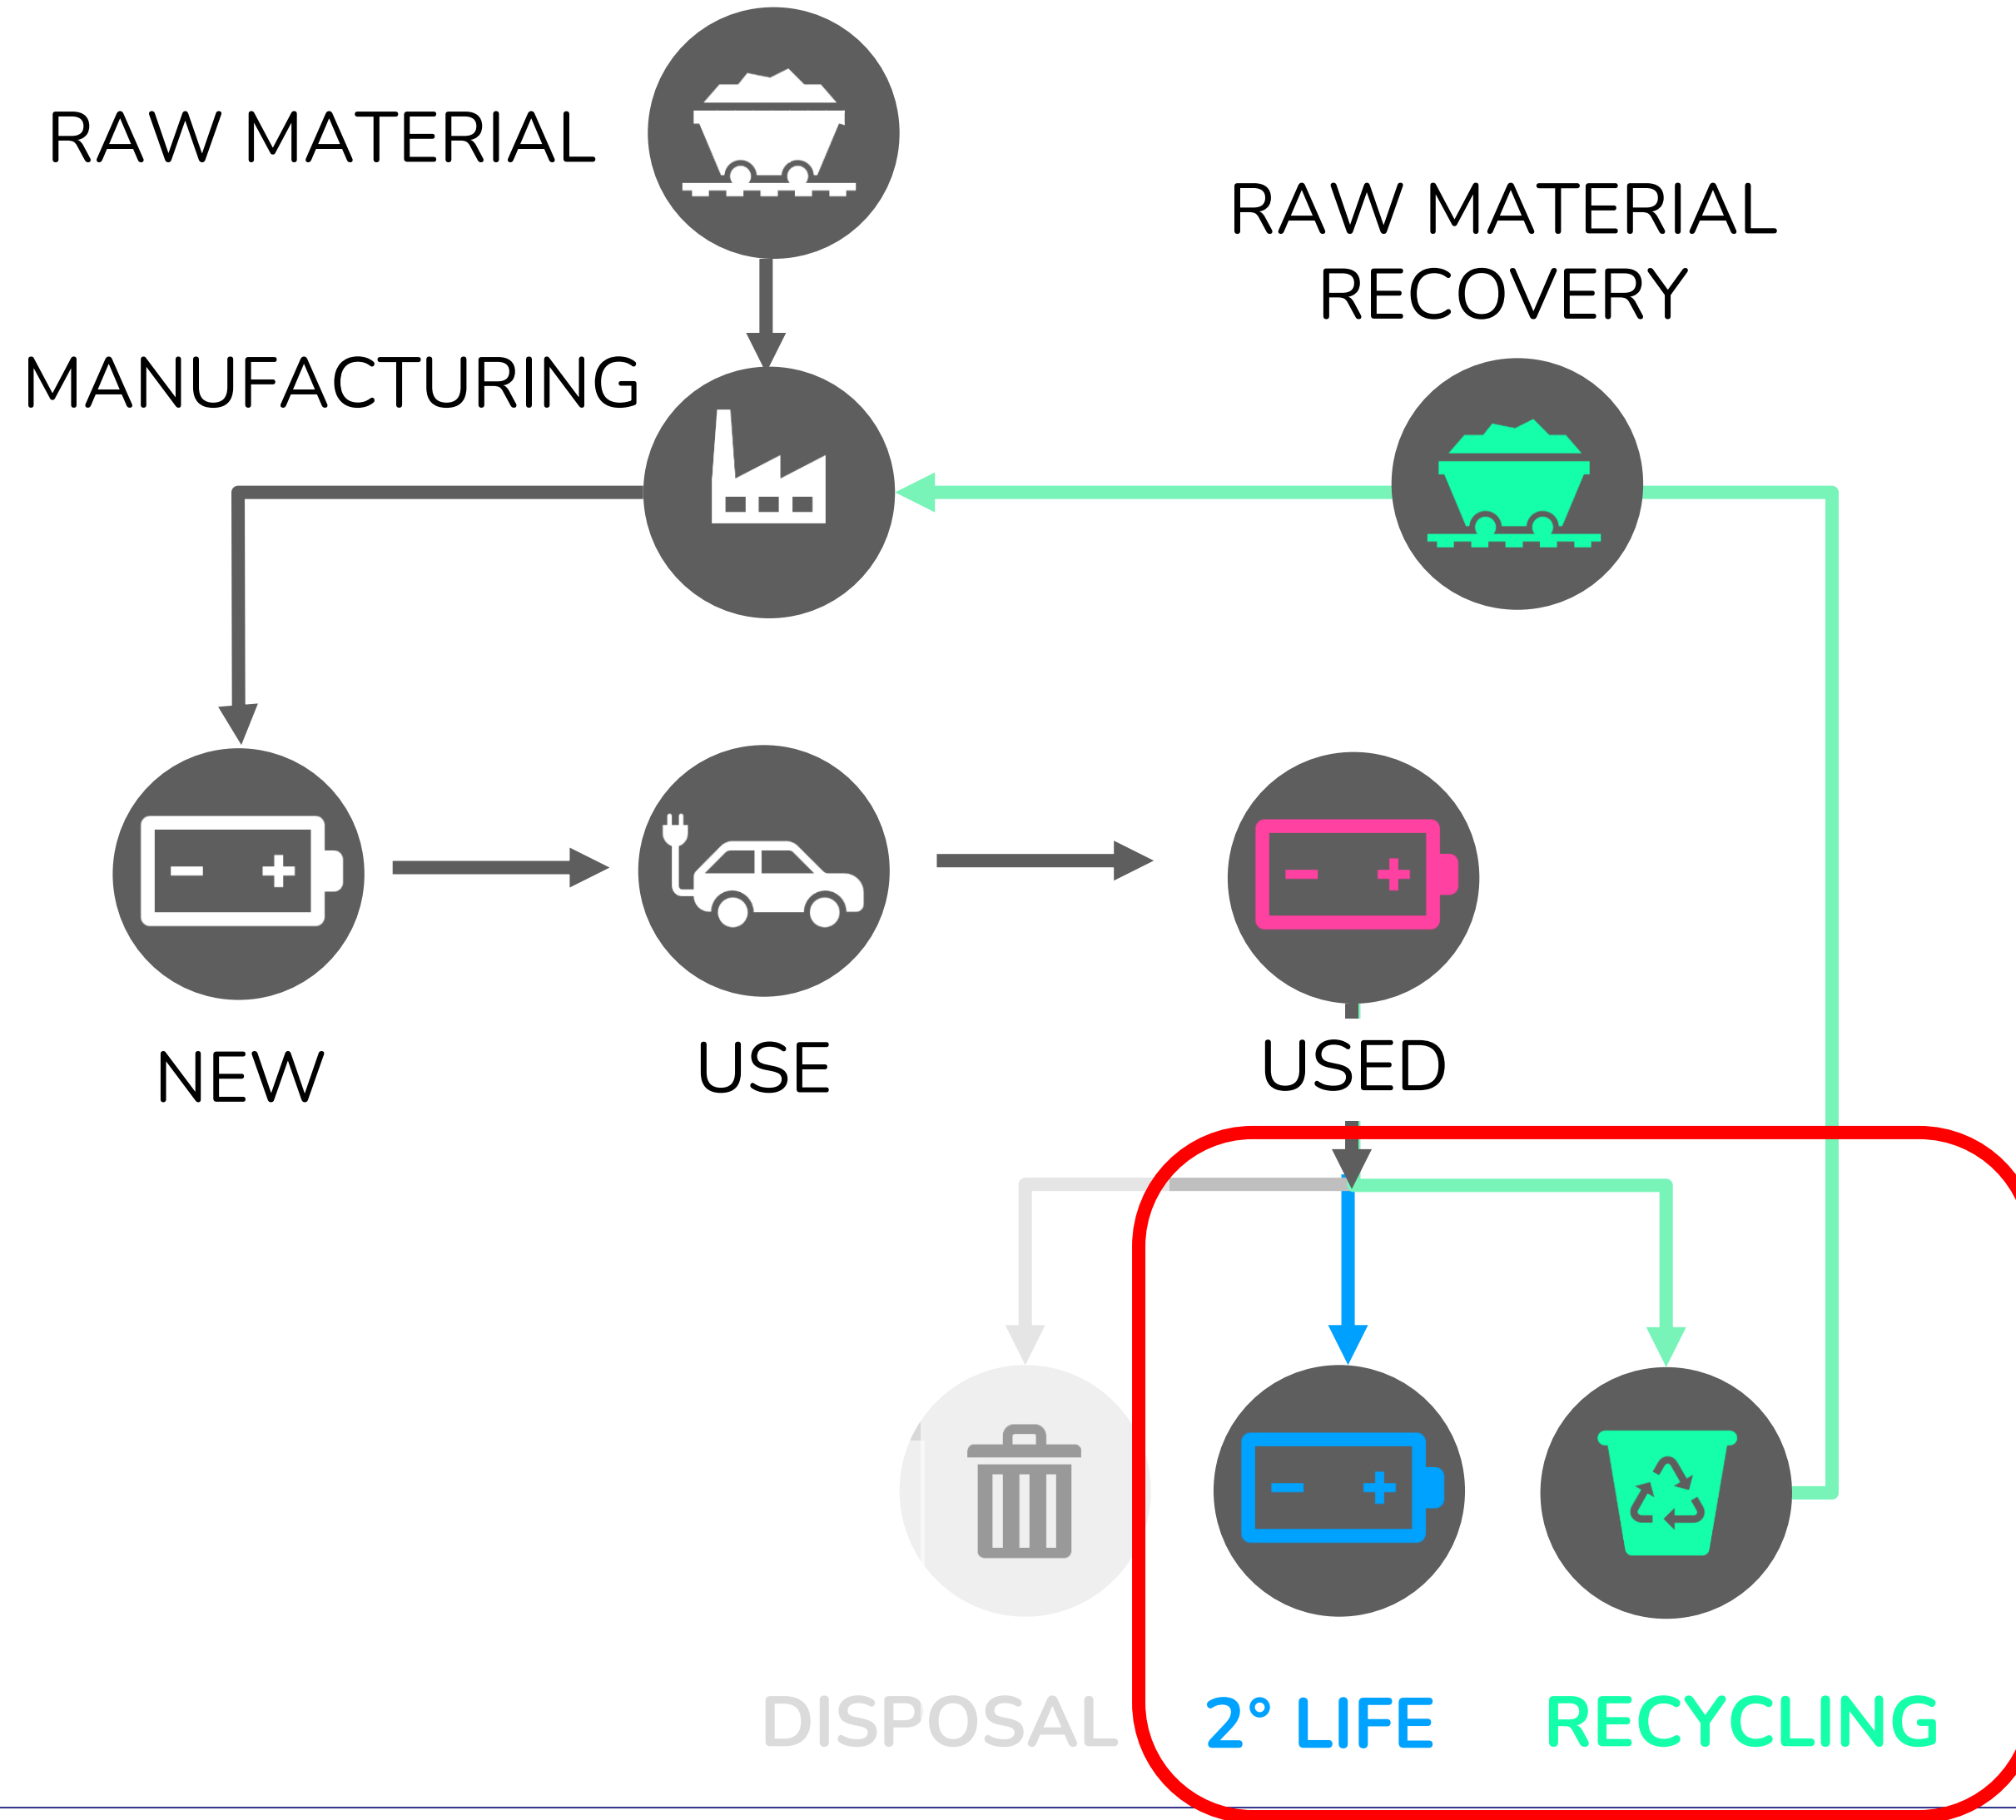 RAW MATERIAL
RAW MATERIAL
RECOVERY
MANUFACTURING
NEW
USE
USED
DISPOSAL
2° LIFE
RECYCLING